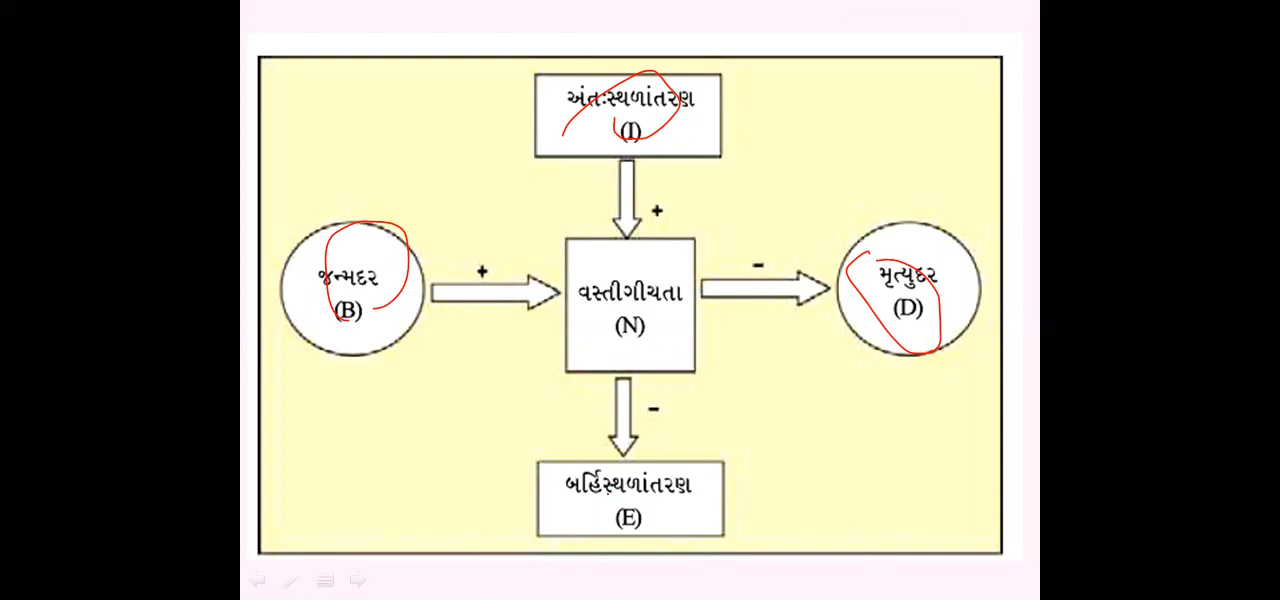 અંતઃસ્થળાંતરણ
(I)
+
જન્મદર
(B)
+
વસ્તીગીચતા
(N)
-
મૃત્યુદર
(D)
-
બર્હિસ્થળાંતરણ
(E)